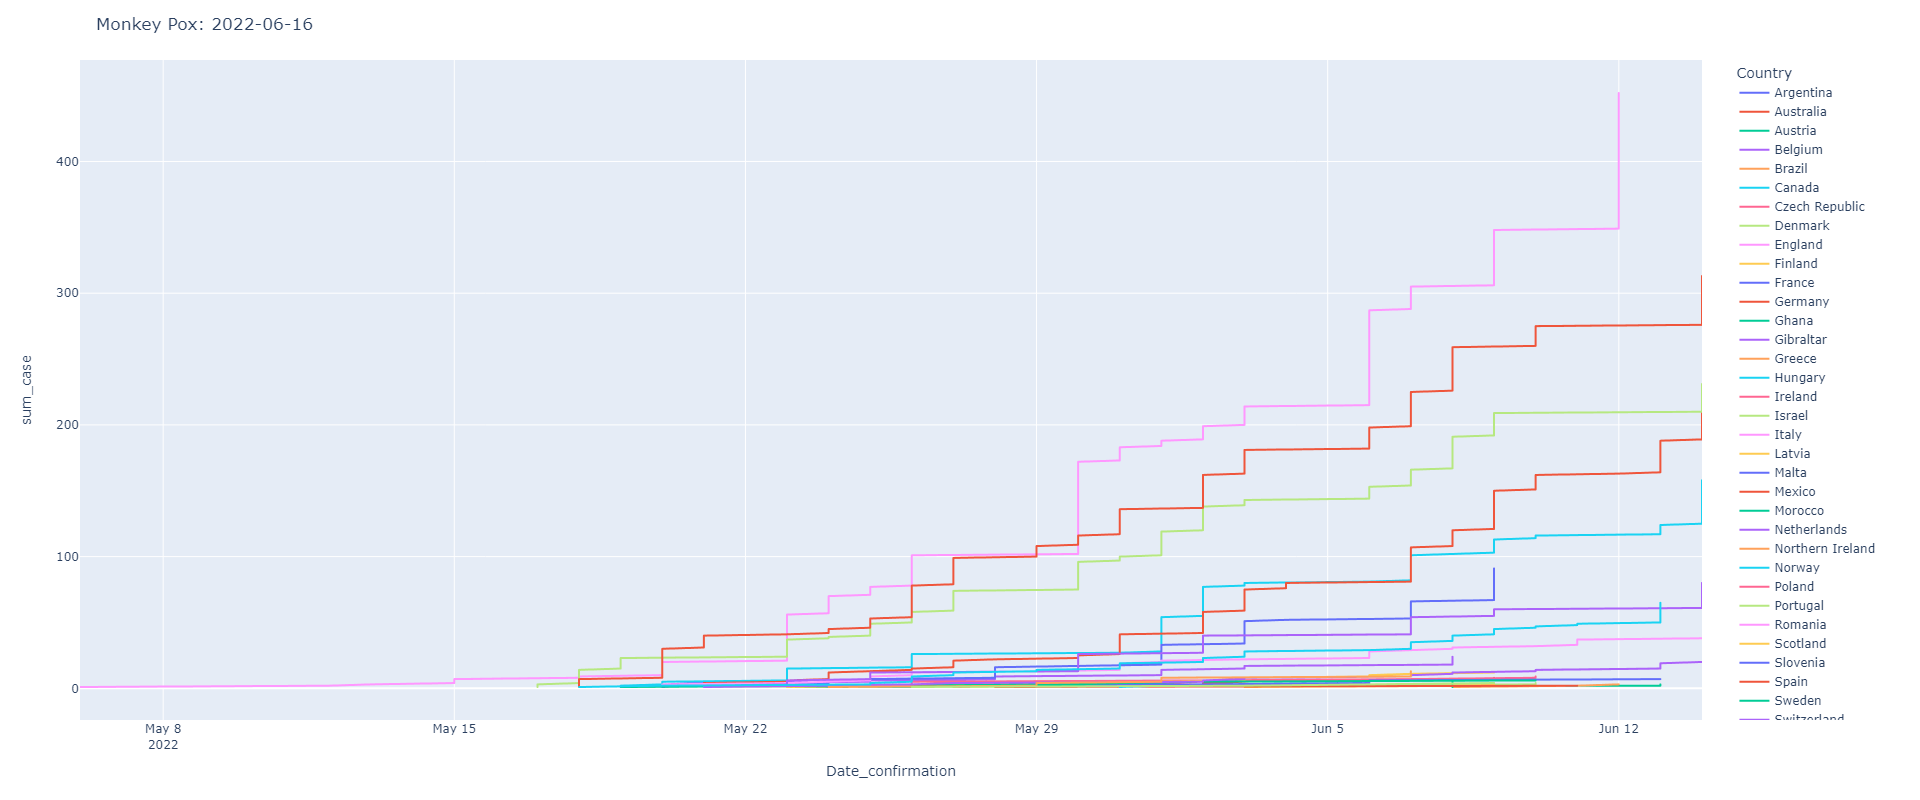 Monkey Pox: 2022-06-16
Country
Argentina
Australia
Austria
Belgium
Brazil
Canada
Czech Republic
Denmark
England
Finland
France
Germany
Ghana
Gibraltar
Greece
Hungary
Ireland
Israel
Italy
Latvia
Malta
Mexico
Morocco
Netherlands
Northern Ireland
Norway
Poland
Portugal
Romania
Scotland
Slovenia
Spain
Sweden
Switzerland
400
300
200
100
0
sum_case
May 8
2022
May 15
May 22
May 29
Jun 5
Jun 12
Date_confirmation